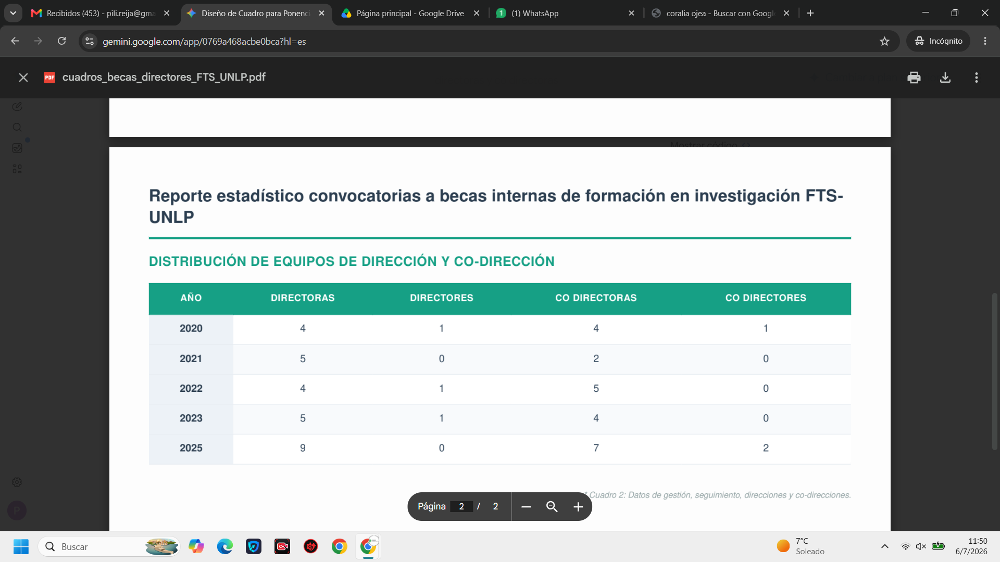 Recibidos (453) - pili.reija@gma
Diseño de Cuadro para Ponenci
Página principal - Google Drive
1 (1) WhatsApp
coralia ojea - Buscar con Googl
gemini.google.com/app/0769a468acbe0bca?hl=es
Incógnito
PDF cuadros_becas_directores_FTS_UNLP.pdf
Mostrar código <>
Reporte estadístico convocatorias a becas internas de formación en investigación FTS-
UNLP
DISTRIBUCIÓN DE EQUIPOS DE DIRECCIÓN Y CO-DIRECCIÓN
AÑO DIRECTORAS DIRECTORES CO DIRECTORAS CO DIRECTORES
2020 4 1 4 1
2021 5 0 2 0
2022 4 1 5 0
2023 5 1 4 0
2025 9 0 7 2
* Cuadro 2: Datos de gestión, seguimiento, direcciones y co-direcciones.
Página 2 / 2
P
Buscar
7°C
Soleado
11:50
6/7/2026